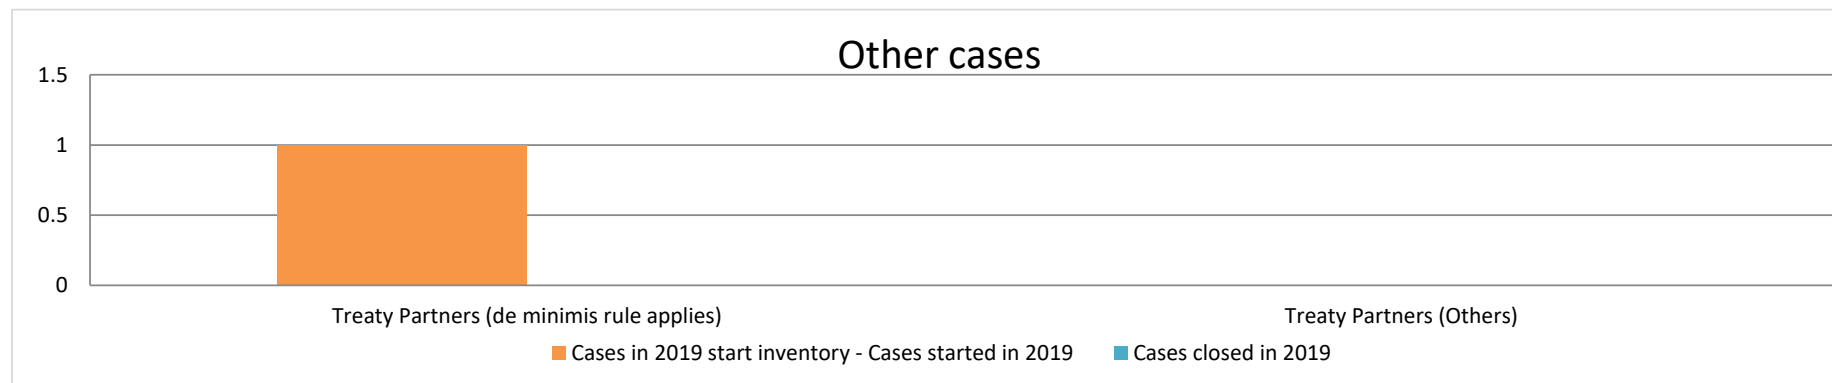 Other cases
1.5
1
0.5
0
Treaty Partners (de minimis rule applies) Treaty Partners (Others)
Cases in 2019 start inventory - Cases started in 2019 Cases closed in 2019